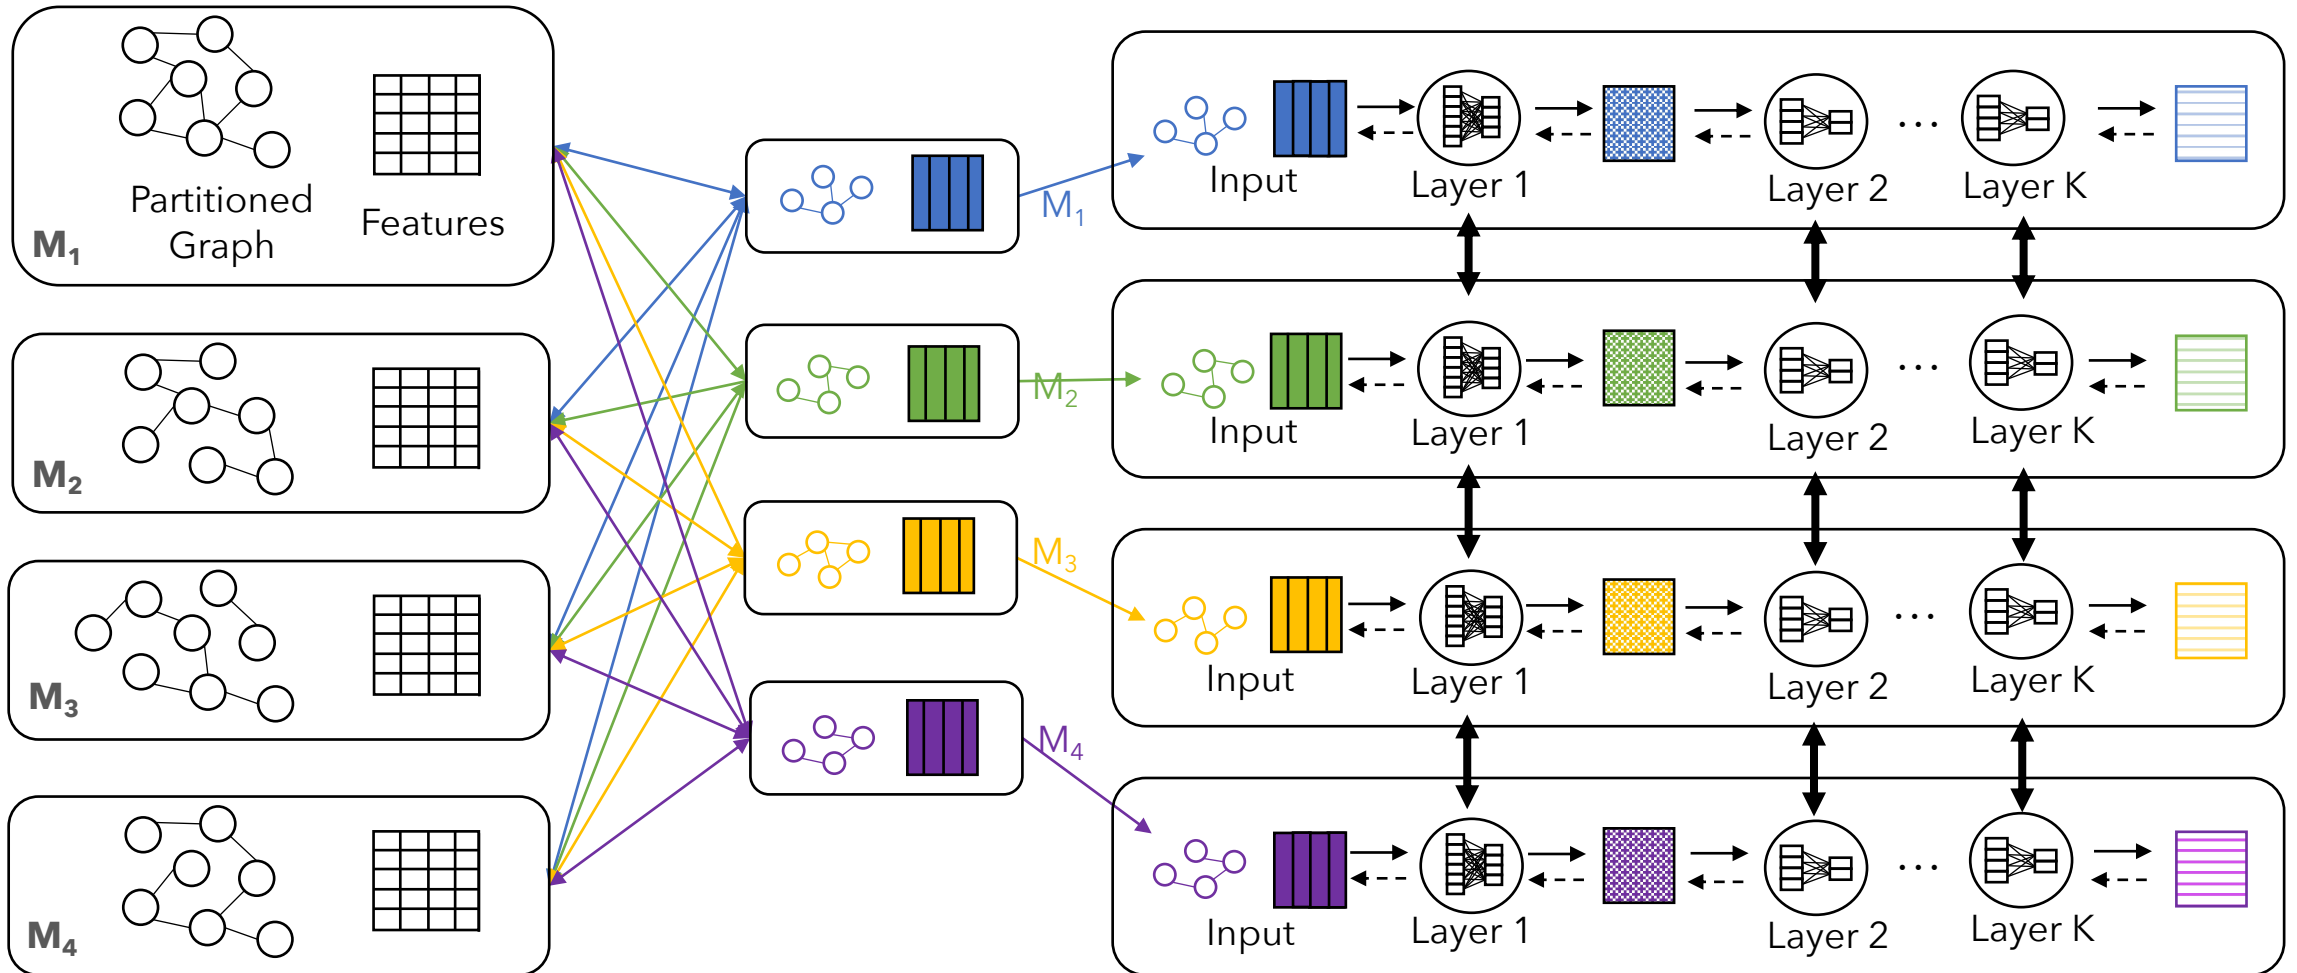 Partitioned
Graph
Features
M₁
M₂
M₃
M₄
M₁
M₂
M₃
M₄
Input
Layer 1
Layer 2
...
Layer K
Input
Layer 1
Layer 2
...
Layer K
Input
Layer 1
Layer 2
...
Layer K
Input
Layer 1
Layer 2
...
Layer K